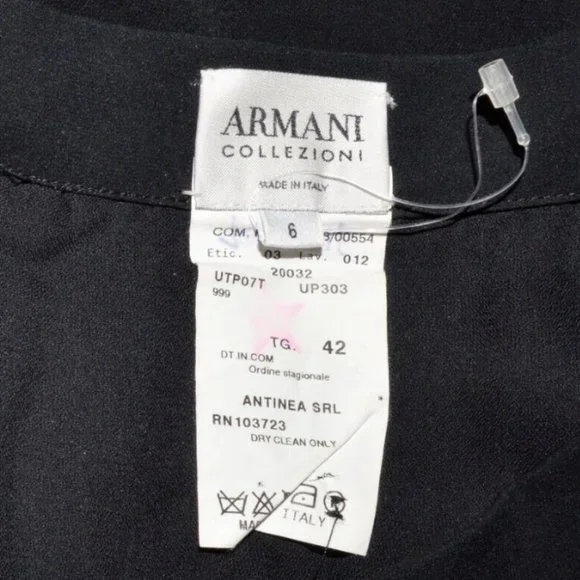 ARMANI
COLLEZIONI
MADE IN ITALY
6
COM. /00554
Etic. 03 Lav. 012
20032
UTP07T UP303
999
TG. 42
DT.IN.COM
Ordine stagionale
ANTINEA SRL
RN103723
DRY CLEAN ONLY
ITALY